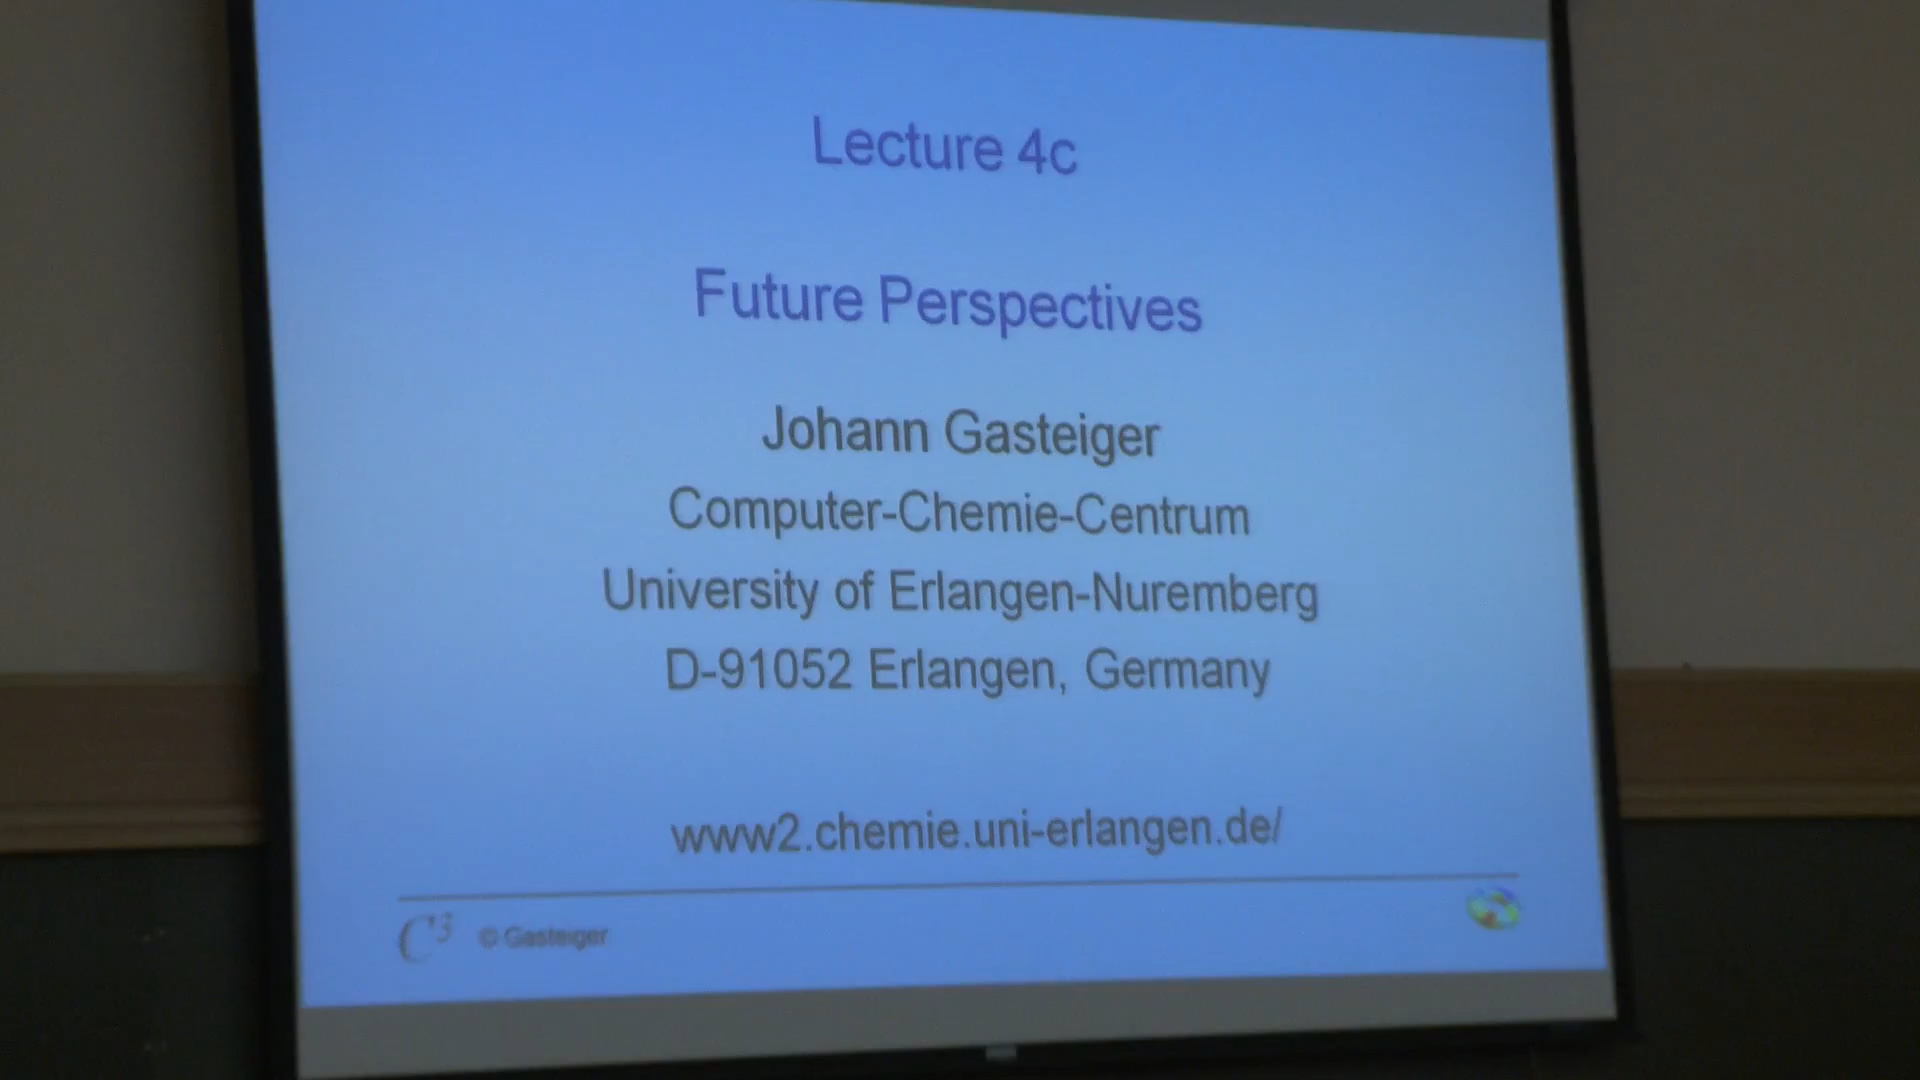 Lecture 4c
Future Perspectives
Johann Gasteiger
Computer-Chemie-Centrum
University of Erlangen-Nuremberg
D-91052 Erlangen, Germany
www2.chemie.uni-erlangen.de/
C³ © Gasteiger